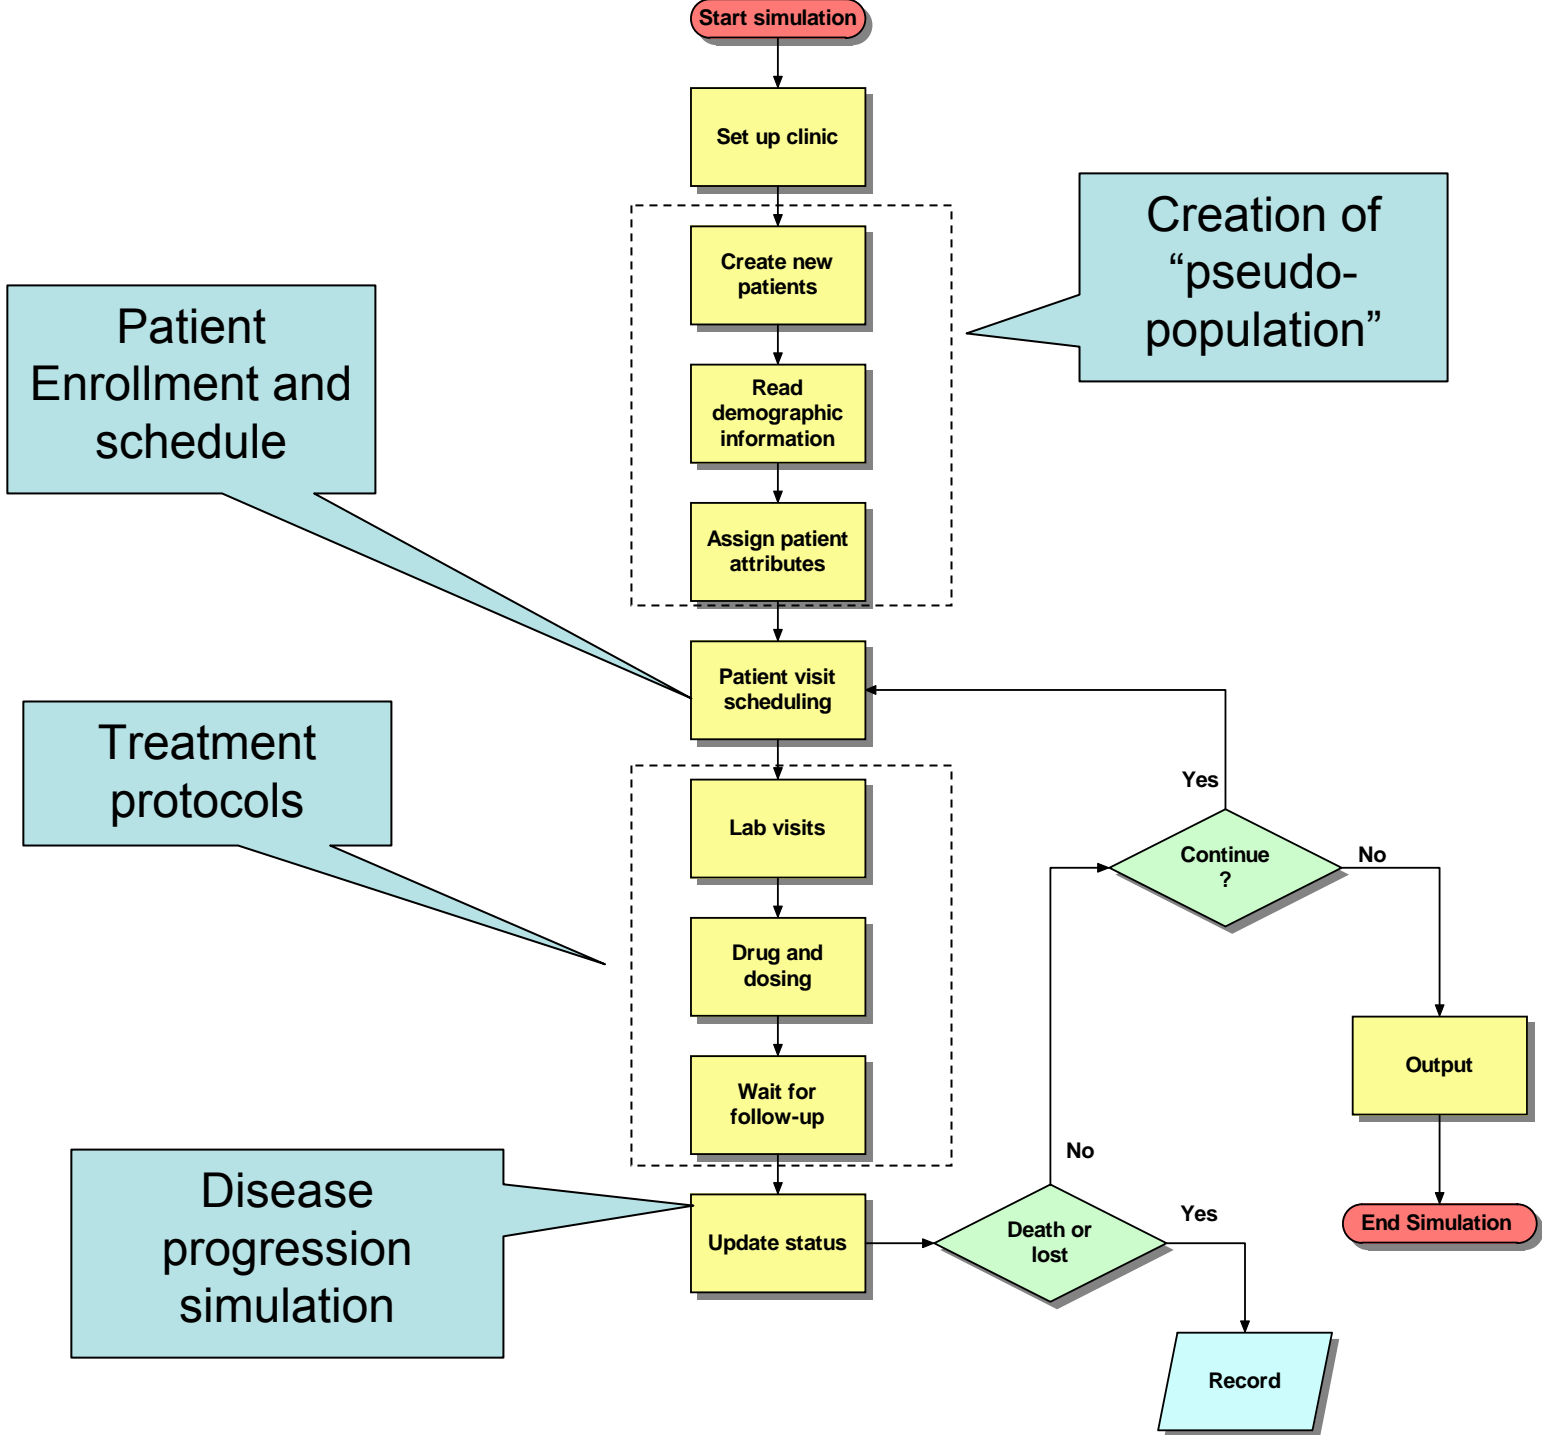 Start simulation
Set up clinic
Create new
patients
Creation of
“pseudo-
population”
Patient
Enrollment and
schedule
Read
demographic
information
Assign patient
attributes
Patient visit
scheduling
Treatment
protocols
Yes
Lab visits
Continue
?
No
Drug and
dosing
Output
Wait for
follow-up
No
Disease
progression
simulation
Update status
Death or
lost
Yes
End Simulation
Record